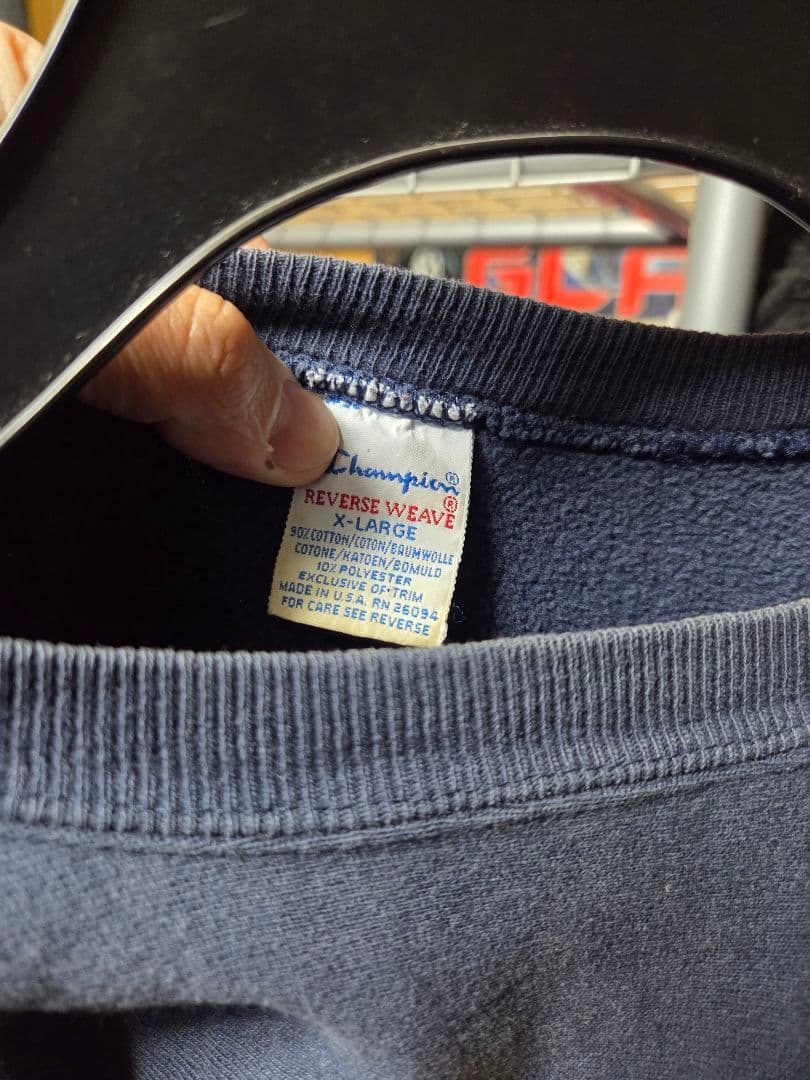 GLA
Champion®
REVERSE WEAVE®
X-LARGE
90% COTTON/COTON/BAUMWOLLE
COTONE/KATOEN/BOMULD
10% POLYESTER
EXCLUSIVE OF TRIM
MADE IN U.S.A. RN 26094
FOR CARE SEE REVERSE